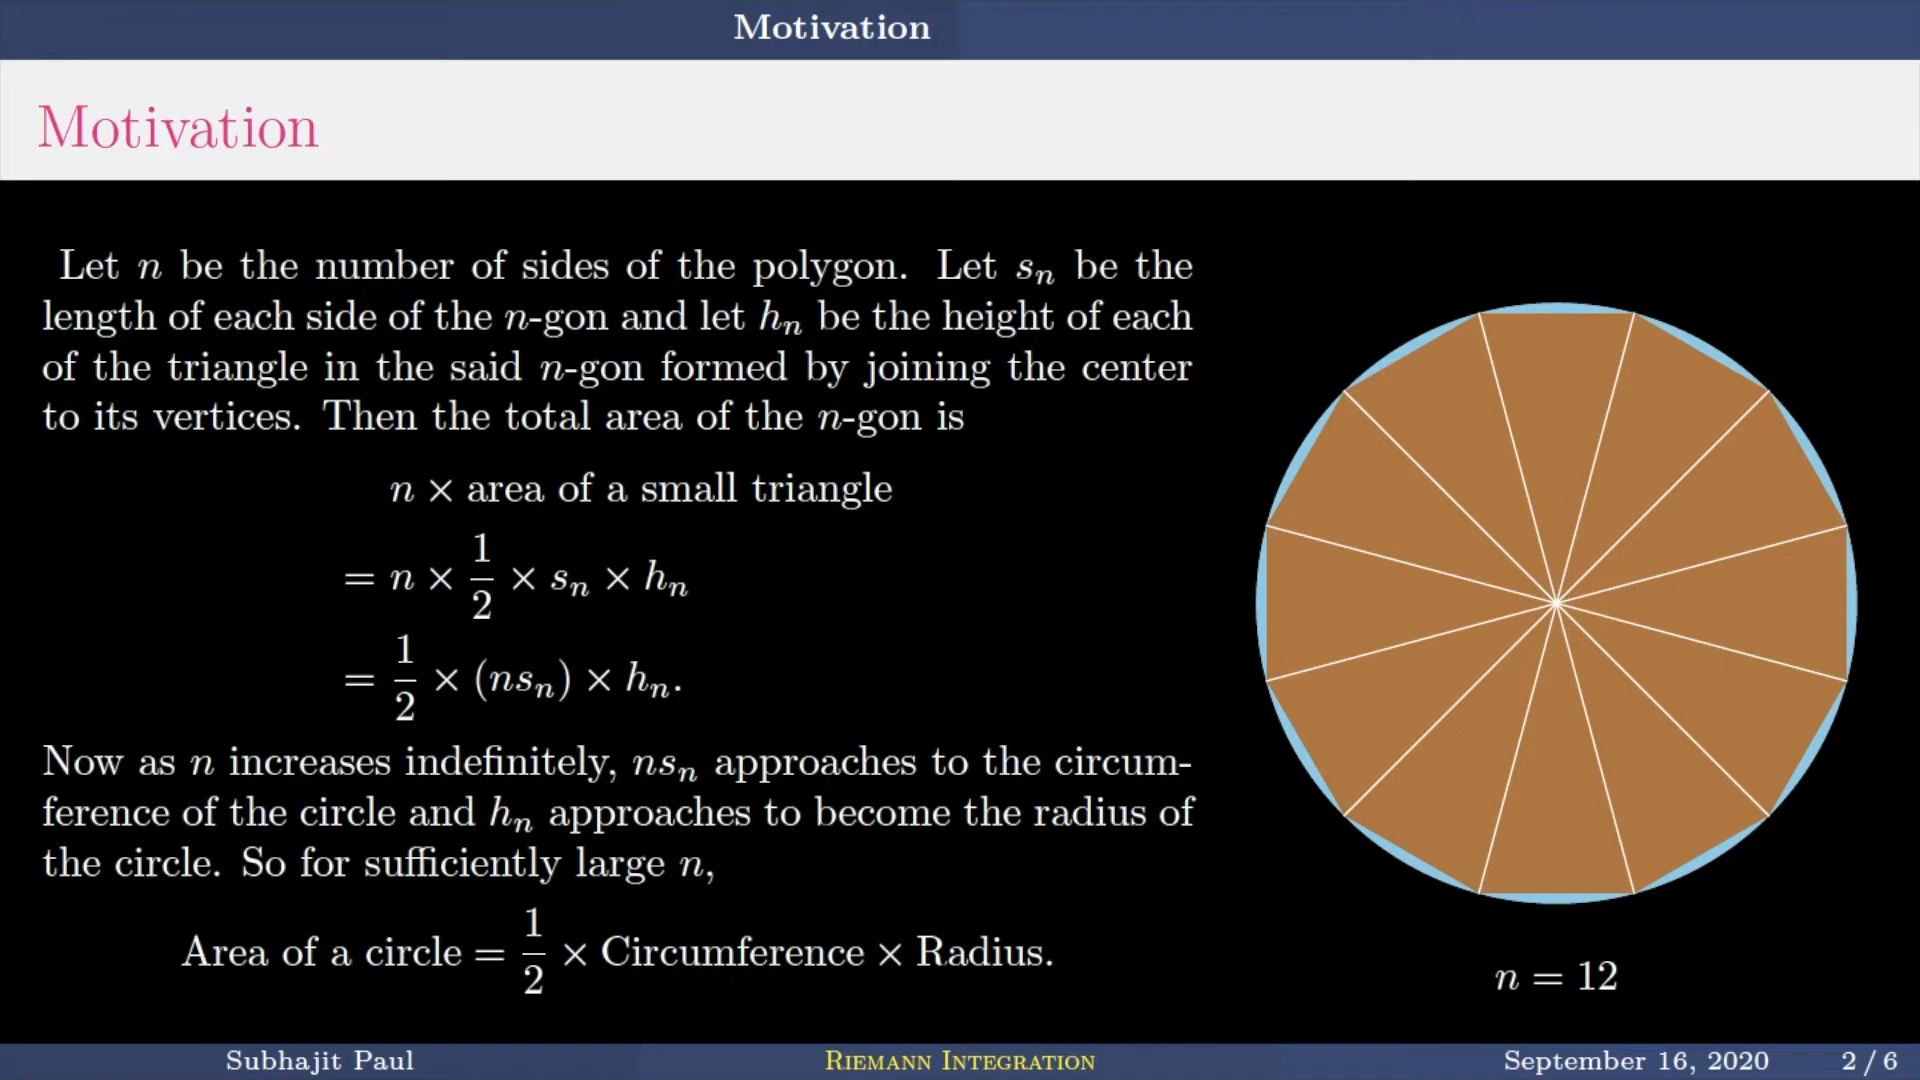 Motivation
Motivation
Let n be the number of sides of the polygon. Let sₙ be the
length of each side of the n-gon and let hₙ be the height of each
of the triangle in the said n-gon formed by joining the center
to its vertices. Then the total area of the n-gon is
n × area of a small triangle
= n × 1/2 × sₙ × hₙ
= 1/2 × (nsₙ) × hₙ.
Now as n increases indefinitely, nsₙ approaches to the circum-
ference of the circle and hₙ approaches to become the radius of
the circle. So for sufficiently large n,
Area of a circle = 1/2 × Circumference × Radius.
n = 12
Subhajit Paul RIEMANN INTEGRATION September 16, 2020 2 / 6